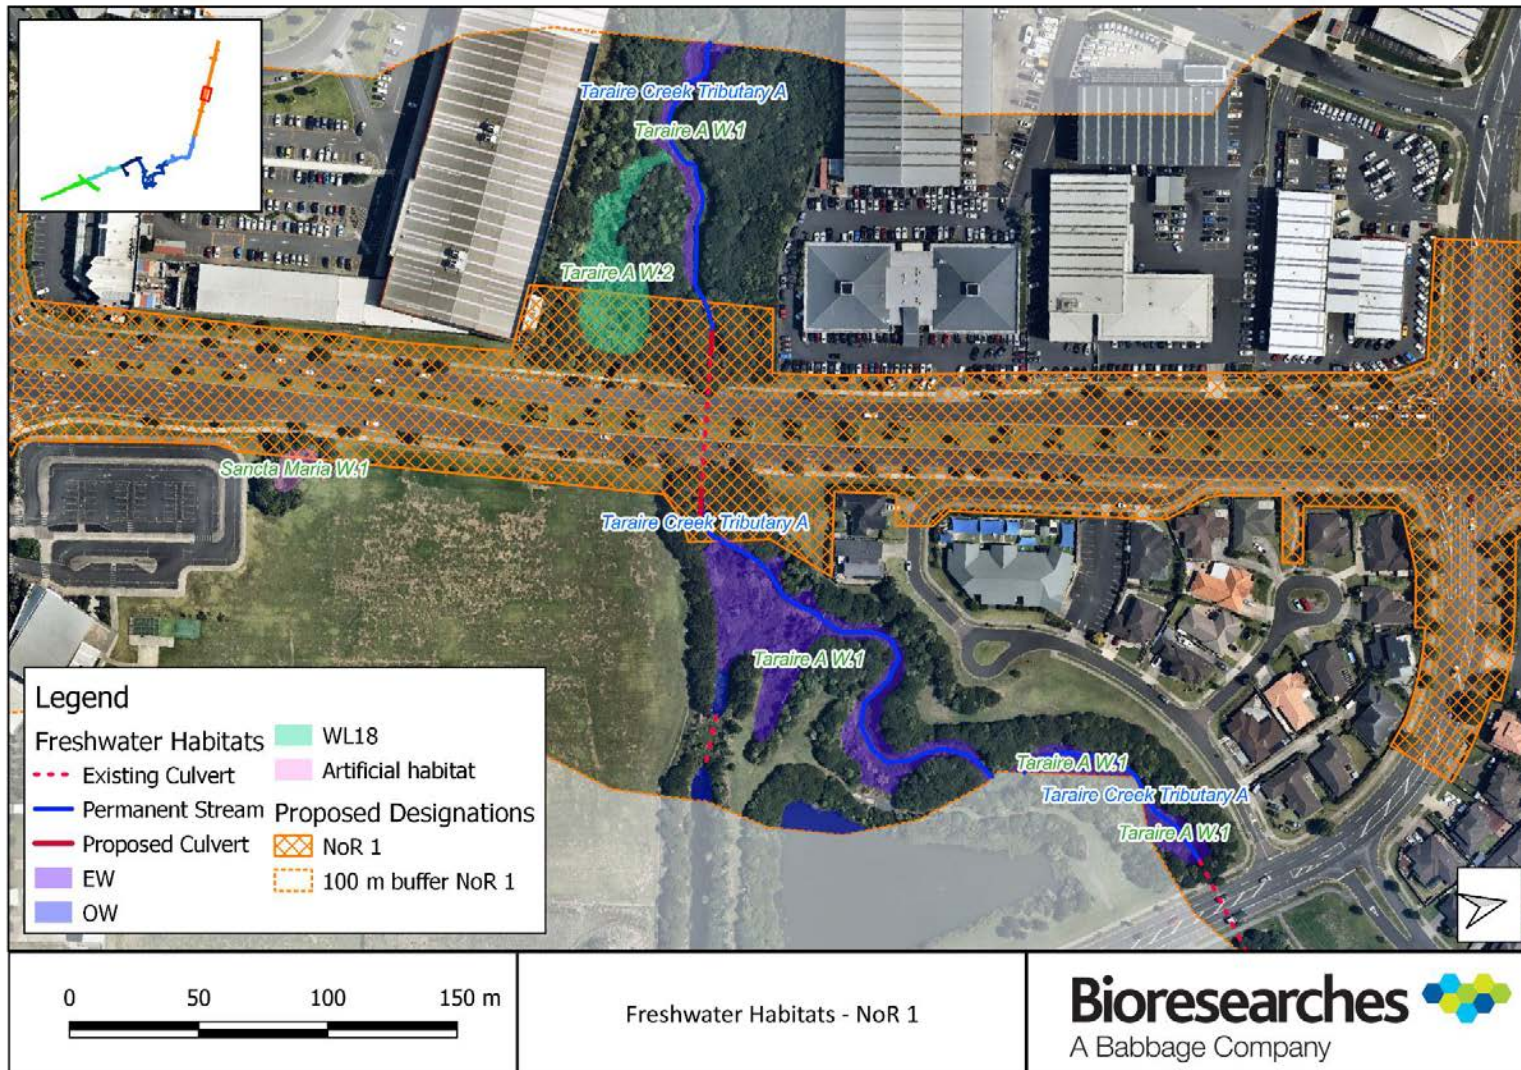 Taraire Creek Tributary A
Taraire A W.1
Taraire A W.2
Sancta Maria W.1
Taraire Creek Tributary A
Taraire A W.1
Taraire A W.1
Taraire Creek Tributary A
Taraire A W.1
Legend
Freshwater Habitats
Existing Culvert
Permanent Stream
Proposed Culvert
EW
OW
WL18
Artificial habitat
Proposed Designations
NoR 1
100 m buffer NoR 1
0 50 100 150 m
Freshwater Habitats - NoR 1
Bioresearches
A Babbage Company